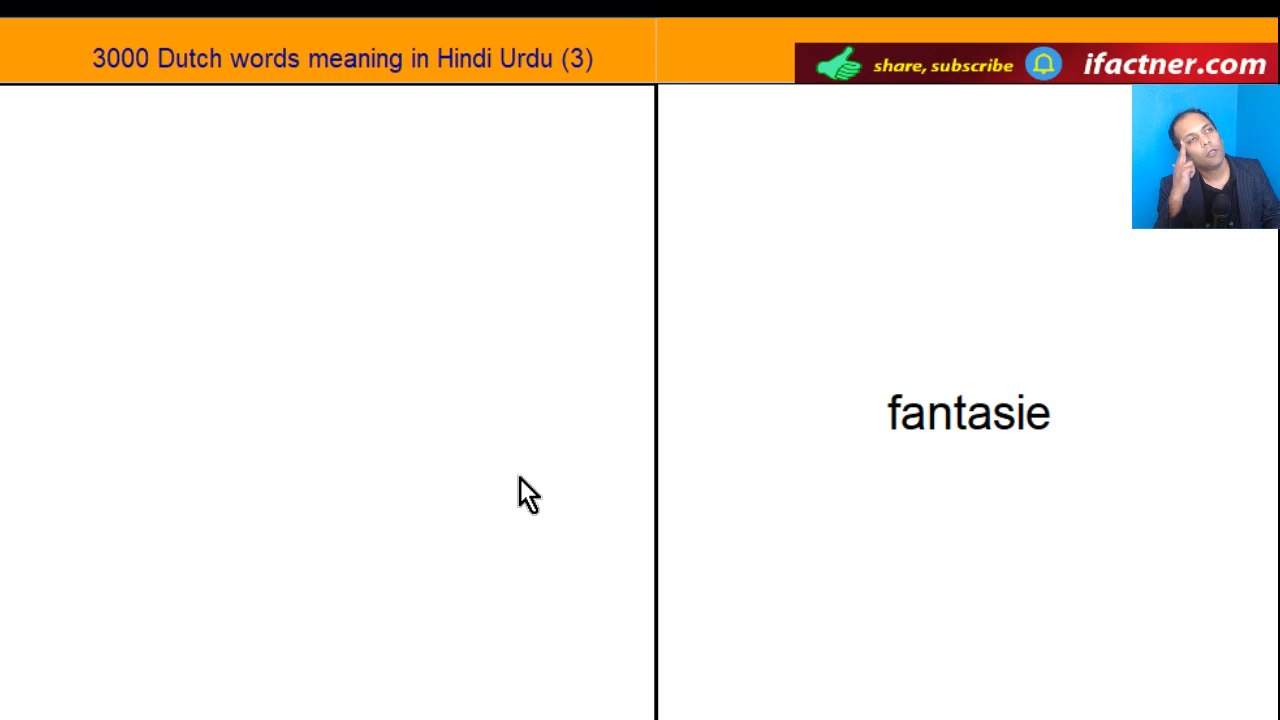 3000 Dutch words meaning in Hindi Urdu (3)
share, subscribe
ifactner.com
fantasie